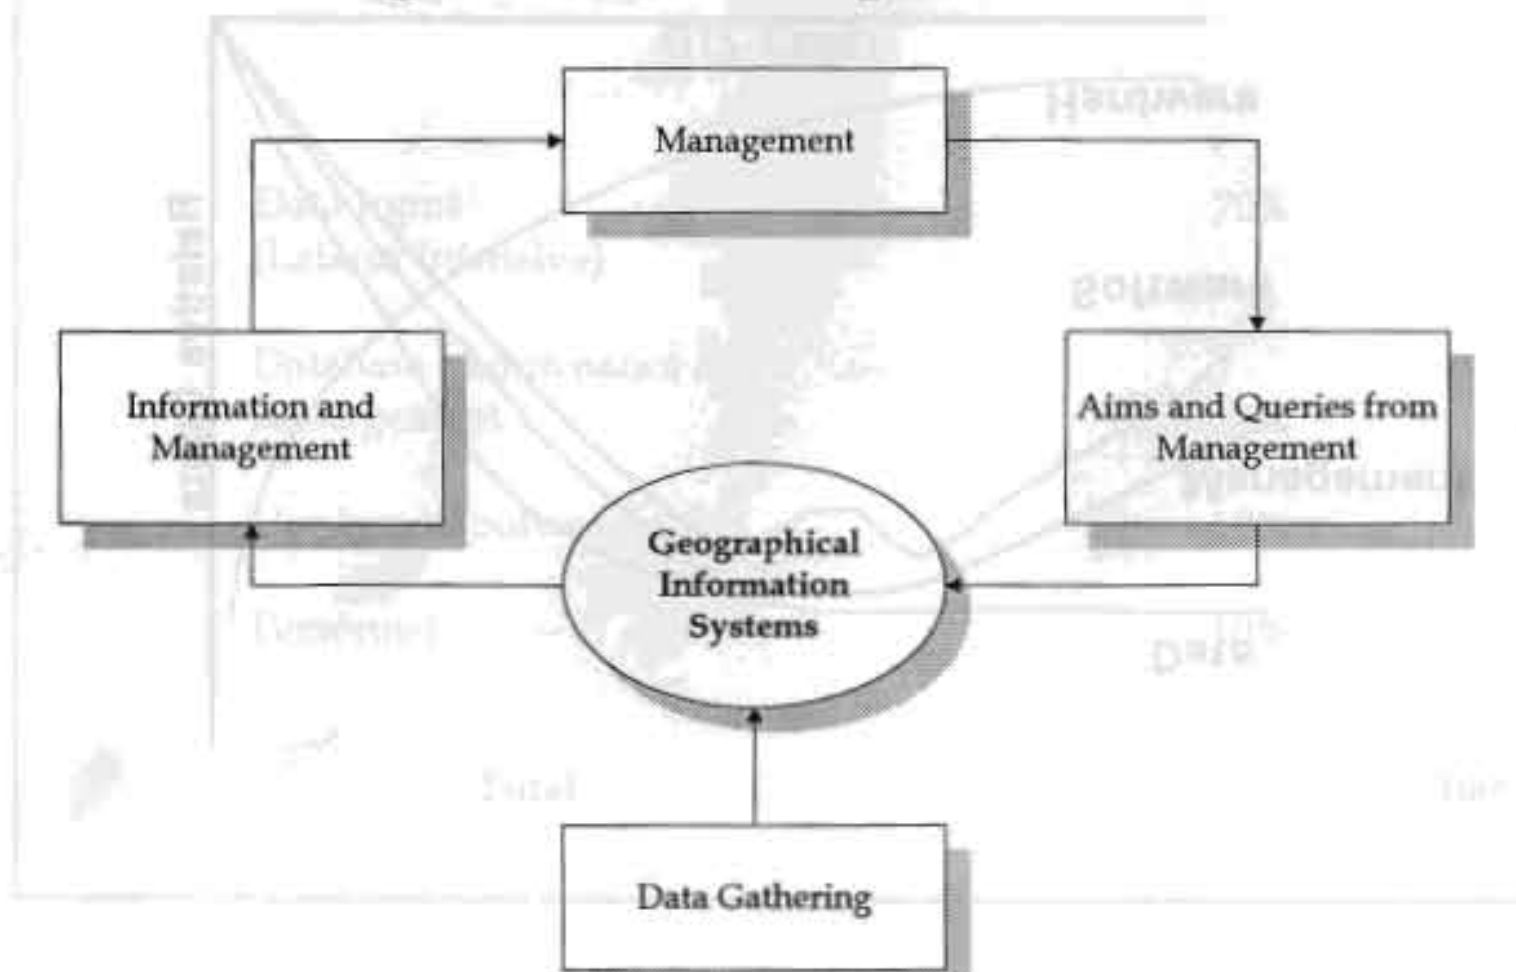 Management
Information and
Management
Aims and Queries from
Management
Geographical
Information
Systems
Data Gathering